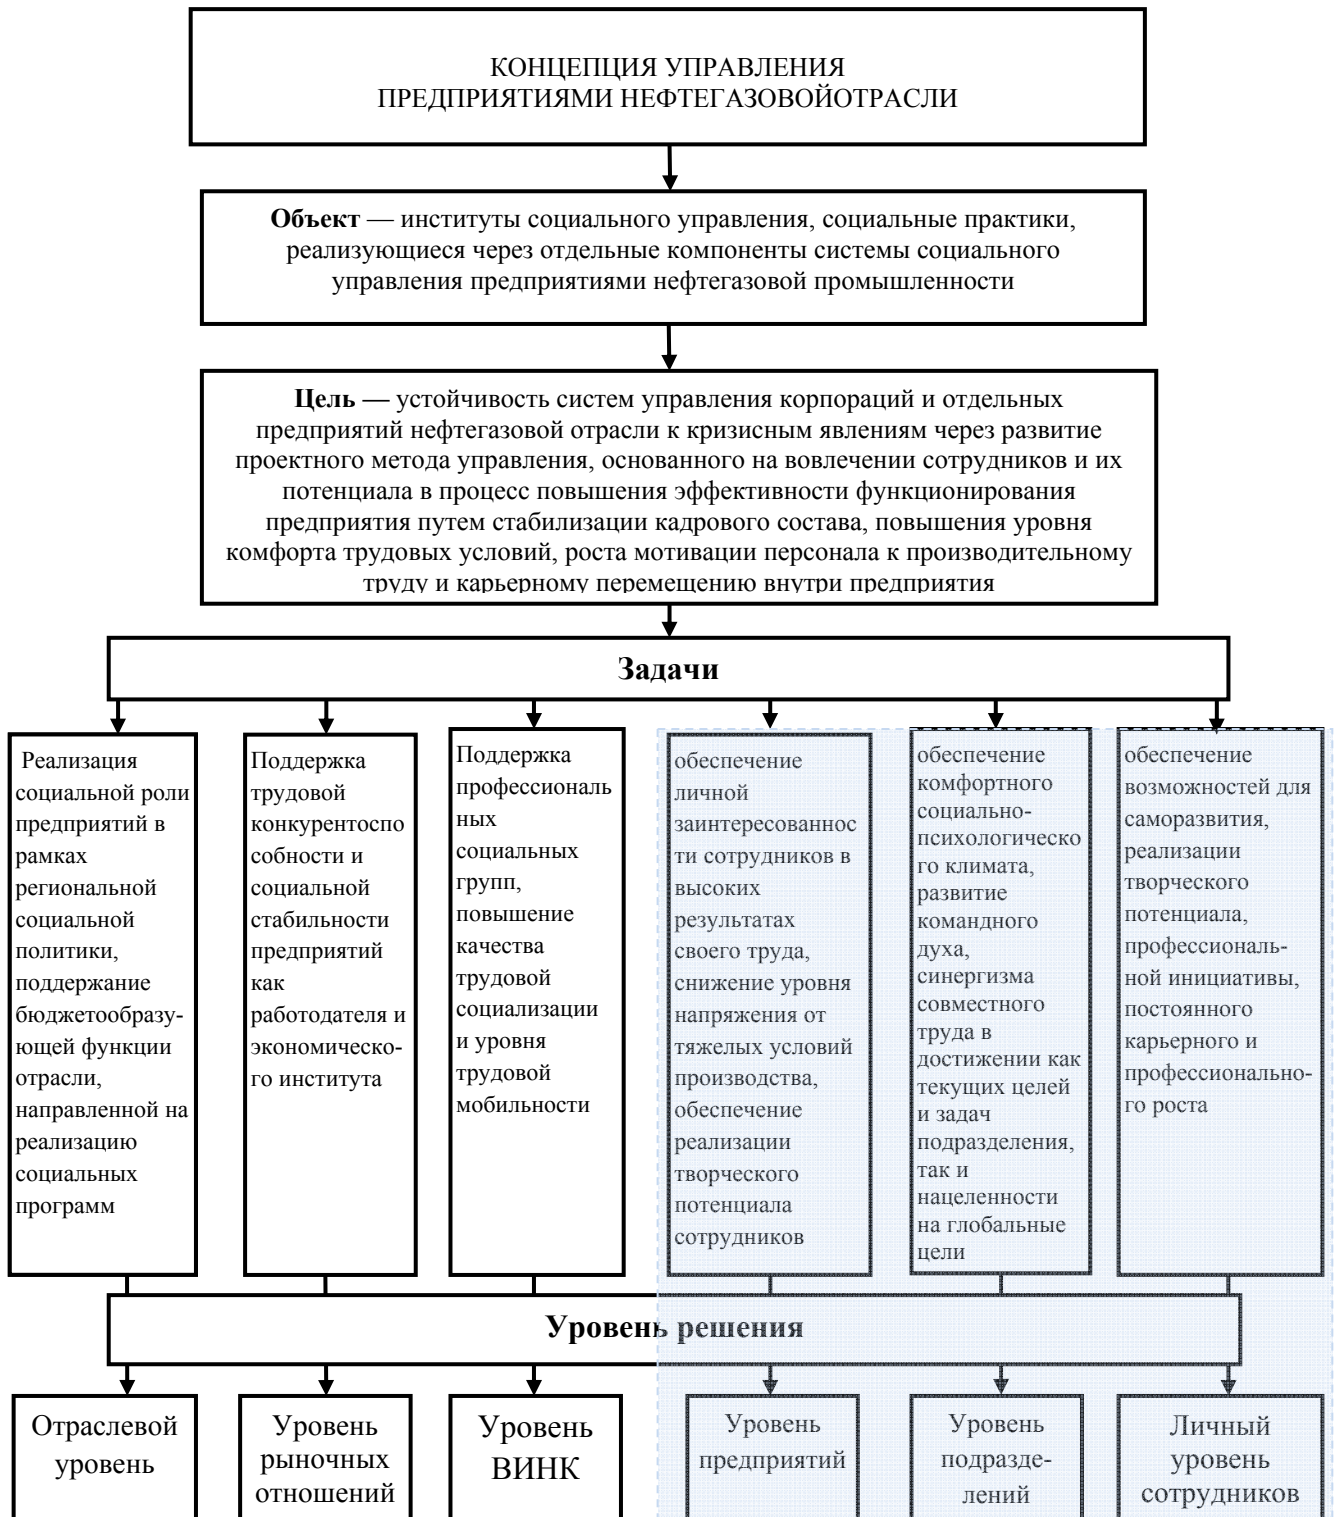 КОНЦЕПЦИЯ УПРАВЛЕНИЯ
ПРЕДПРИЯТИЯМИ НЕФТЕГАЗОВОЙОТРАСЛИ
Объект — институты социального управления, социальные практики,
реализующиеся через отдельные компоненты системы социального
управления предприятиями нефтегазовой промышленности
Цель — устойчивость систем управления корпораций и отдельных
предприятий нефтегазовой отрасли к кризисным явлениям через развитие
проектного метода управления, основанного на вовлечении сотрудников и их
потенциала в процесс повышения эффективности функционирования
предприятия путем стабилизации кадрового состава, повышения уровня
комфорта трудовых условий, роста мотивации персонала к производительному
труду и карьерному перемещению внутри предприятия
Задачи
Реализация
социальной роли
предприятий в
рамках
региональной
социальной
политики,
поддержание
бюджетообразу-
ющей функции
отрасли,
направленной на
реализацию
социальных
программ
Поддержка
трудовой
конкурентоспо
собности и
социальной
стабильности
предприятий
как
работодателя и
экономическо-
го института
Поддержка
профессиональ
ных
социальных
групп,
повышение
качества
трудовой
социализации
и уровня
трудовой
мобильности
обеспечение
личной
заинтересованнос
ти сотрудников в
высоких
результатах
своего труда,
снижение уровня
напряжения от
тяжелых условий
производства,
обеспечение
реализации
творческого
потенциала
сотрудников
обеспечение
комфортного
социально-
психологическо
го климата,
развитие
командного
духа,
синергизма
совместного
труда в
достижении как
текущих целей
и задач
подразделения,
так и
нацеленности
на глобальные
цели
обеспечение
возможностей для
саморазвития,
реализации
творческого
потенциала,
профессиональ-
ной инициативы,
постоянного
карьерного и
профессионально-
го роста
Уровень решения
Отраслевой
уровень
Уровень
рыночных
отношений
Уровень
ВИНК
Уровень
предприятий
Уровень
подразде-
лений
Личный
уровень
сотрудников